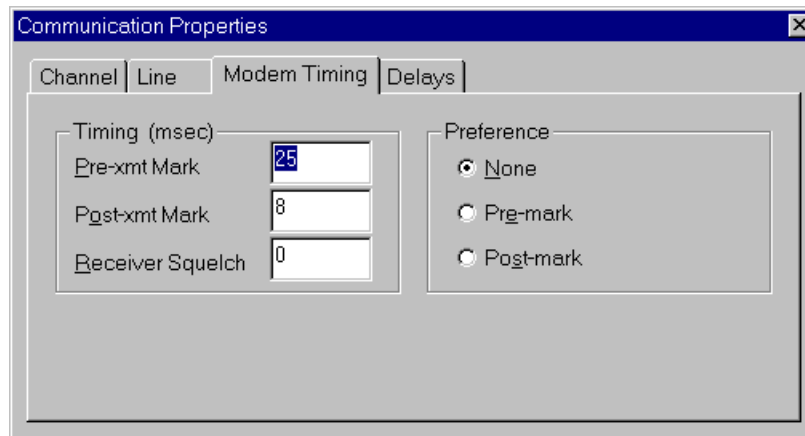 Communication Properties
Channel Line Modem Timing Delays
Timing (msec)
Pre-xmt Mark 25
Post-xmt Mark 8
Receiver Squelch 0
Preference
None
Pre-mark
Post-mark